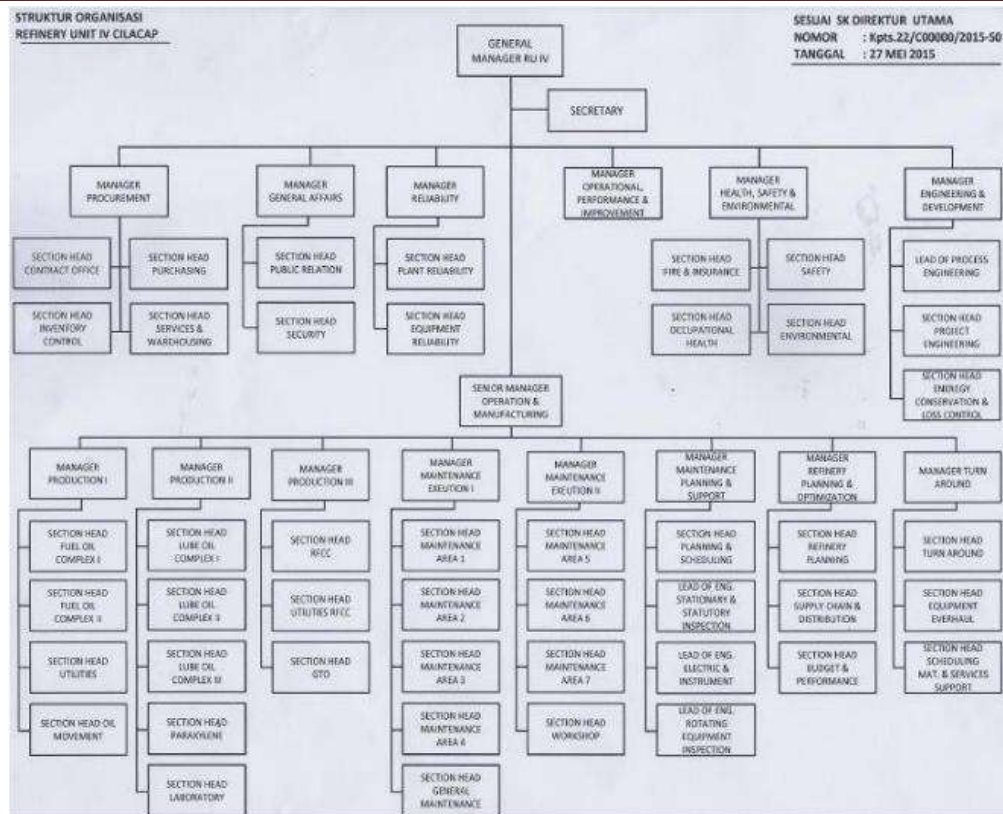 STRUKTUR ORGANISASI
REFINERY UNIT IV CILACAP
SESUAI SK DIREKTUR UTAMA
NOMOR : Kpts.22/C00000/2015-S0
TANGGAL : 27 MEI 2015
GENERAL
MANAGER RU IV
SECRETARY
MANAGER
PROCUREMENT
MANAGER
GENERAL AFFAIRS
MANAGER
RELIABILITY
MANAGER
OPERATIONAL,
PERFORMANCE &
IMPROVEMENT
MANAGER
HEALTH, SAFETY &
ENVIRONMENTAL
MANAGER
ENGINEERING &
DEVELOPMENT
SECTION HEAD
CONTRACT OFFICE
SECTION HEAD
PURCHASING
SECTION HEAD
PUBLIC RELATION
SECTION HEAD
PLANT RELIABILITY
SECTION HEAD
FIRE & INSURANCE
SECTION HEAD
SAFETY
LEAD OF PROCESS
ENGINEERING
SECTION HEAD
INVENTORY
CONTROL
SECTION HEAD
SERVICES &
WAREHOUSING
SECTION HEAD
SECURITY
SECTION HEAD
EQUIPMENT
RELIABILITY
SECTION HEAD
OCCUPATIONAL
HEALTH
SECTION HEAD
ENVIRONMENTAL
SECTION HEAD
PROJECT
ENGINEERING
SECTION HEAD
ENEREGY
CONSERVATION &
LOSS CONTROL
SENIOR MANAGER
OPERATION &
MANUFACTURING
MANAGER
PRODUCTION I
MANAGER
PRODUCTION II
MANAGER
PRODUCTION III
MANAGER
MAINTENANCE
EXEUTION I
MANAGER
MAINTENANCE
EXEUTION II
MANAGER
MAINTENANCE
PLANNING &
SUPPORT
MANAGER
REFINERY
PLANNING &
OPTIMIZATION
MANAGER TURN
AROUND
SECTION HEAD
FUEL OIL
COMPLEX I
SECTION HEAD
LUBE OIL
COMPLEX I
SECTION HEAD
RFCC
SECTION HEAD
MAINTENANCE
AREA 1
SECTION HEAD
MAINTENANCE
AREA 5
SECTION HEAD
PLANNING &
SCHEDULING
SECTION HEAD
REFINERY
PLANNING
SECTION HEAD
TURN AROUND
SECTION HEAD
FUEL OIL
COMPLEX II
SECTION HEAD
LUBE OIL
COMPLEX II
SECTION HEAD
UTILITIES RFCC
SECTION HEAD
MAINTENANCE
AREA 2
SECTION HEAD
MAINTENANCE
AREA 6
LEAD OF ENG.
STATIONARY &
STATUTORY
INSPECTION
SECTION HEAD
SUPPLY CHAIN &
DISTRIBUTION
SECTION HEAD
EQUIPMENT
EVERHAUL
SECTION HEAD
UTILITIES
SECTION HEAD
LUBE OIL
COMPLEX III
SECTION HEAD
GTO
SECTION HEAD
MAINTENANCE
AREA 3
SECTION HEAD
MAINTENANCE
AREA 7
LEAD OF ENG.
ELECTRIC &
INSTRUMENT
SECTION HEAD
BUDGET &
PERFORMANCE
SECTION HEAD
SCHEDULING
MAT. & SERVICES
SUPPORT
SECTION HEAD OIL
MOVEMENT
SECTION HEAD
PARAXYLENE
SECTION HEAD
MAINTENANCE
AREA 4
SECTION HEAD
WORKSHOP
LEAD OF ENG.
ROTATING
EQUIPMENT
INSPECTION
SECTION HEAD
LABORATORY
SECTION HEAD
GENERAL
MAINTENANCE